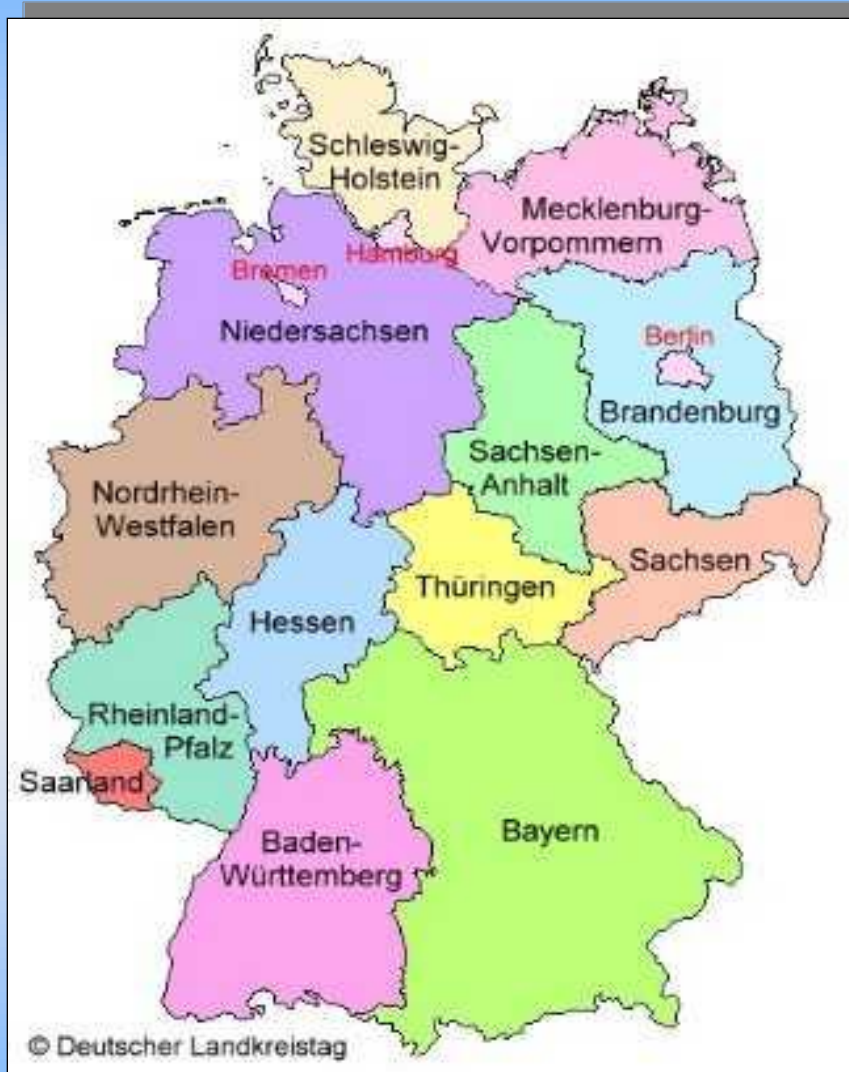 Schleswig-
Holstein
Mecklenburg-
Vorpommern
Hamburg
Bremen
Niedersachsen
Berlin
Brandenburg
Sachsen-
Anhalt
Nordrhein-
Westfalen
Sachsen
Thüringen
Hessen
Rheinland-
Pfalz
Saarland
Baden-
Württemberg
Bayern
© Deutscher Landkreistag